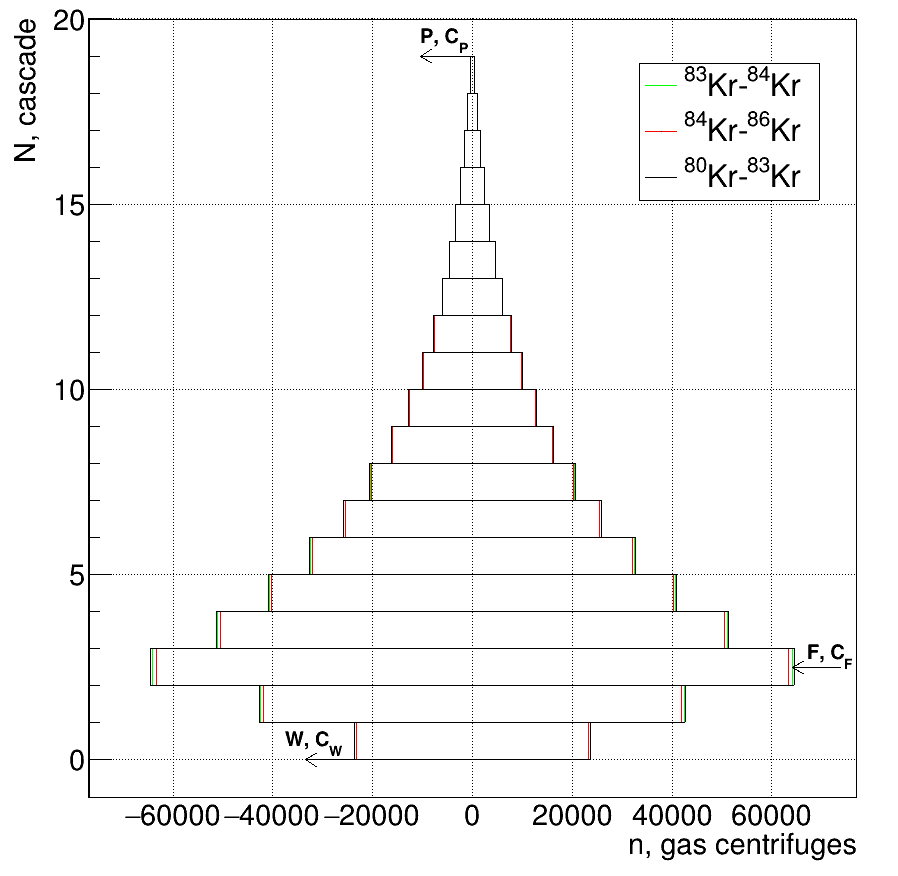 N, cascade
20
15
10
5
0
P, C_P
⁸³Kr-⁸⁴Kr
⁸⁴Kr-⁸⁶Kr
⁸⁰Kr-⁸³Kr
F, C_F
W, C_W
−60000 −40000 −20000 0 20000 40000 60000
n, gas centrifuges